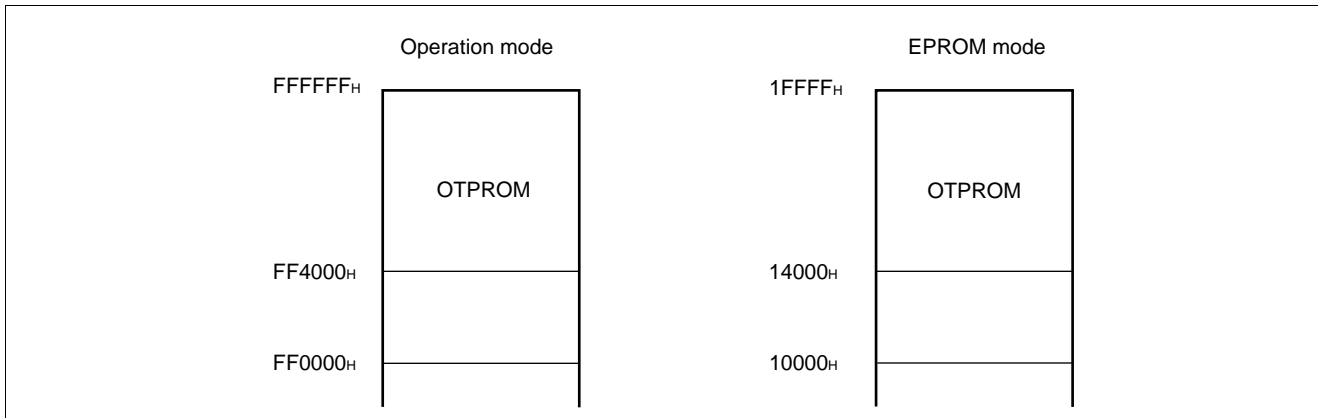 Operation mode
EPROM mode
FFFFFFH
1FFFFH
OTPROM
OTPROM
FF4000H
14000H
FF0000H
10000H